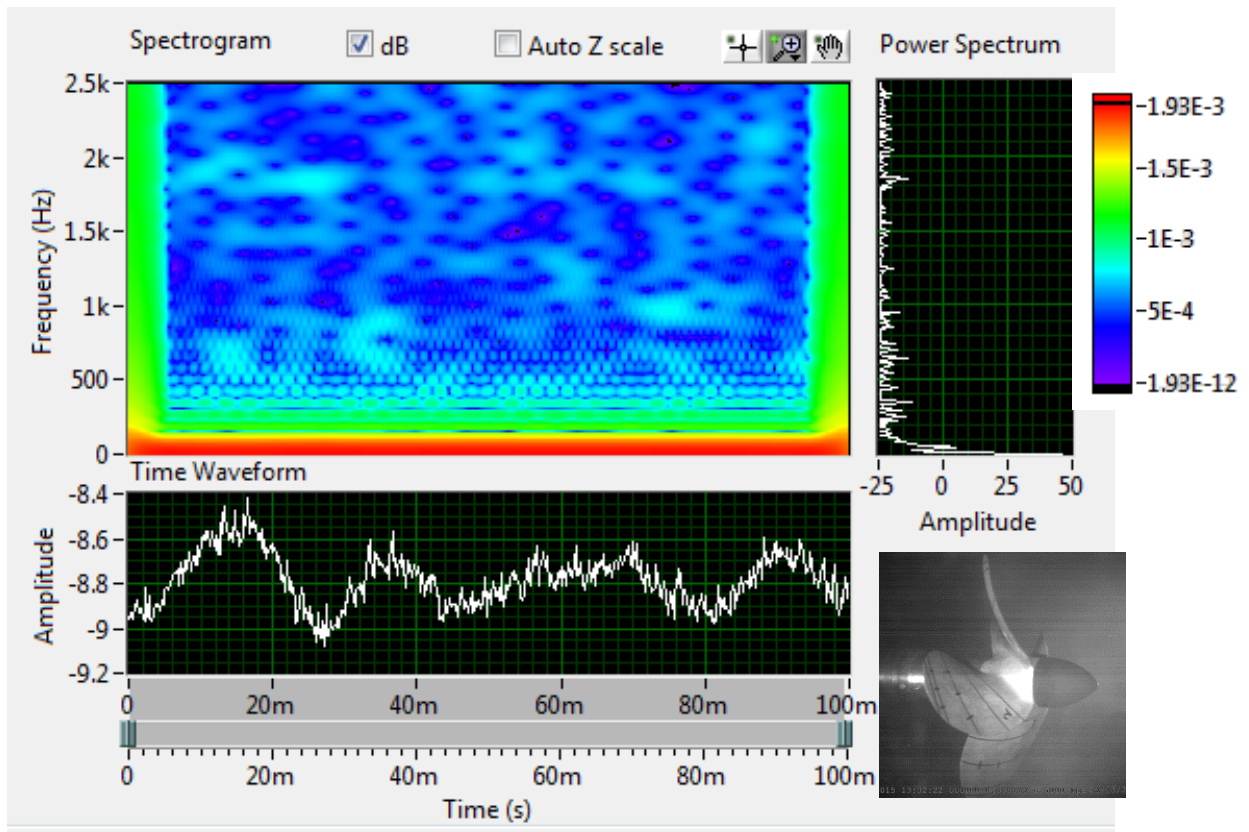 Spectrogram
dB
Auto Z scale
Power Spectrum
2.5k
2k
1.5k
1k
500
0
Frequency (Hz)
-1.93E-3
-1.5E-3
-1E-3
-5E-4
-1.93E-12
-25 0 25 50
Amplitude
Time Waveform
-8.4
-8.6
-8.8
-9
-9.2
Amplitude
0 20m 40m 60m 80m 100m
0 20m 40m 60m 80m 100m
Time (s)